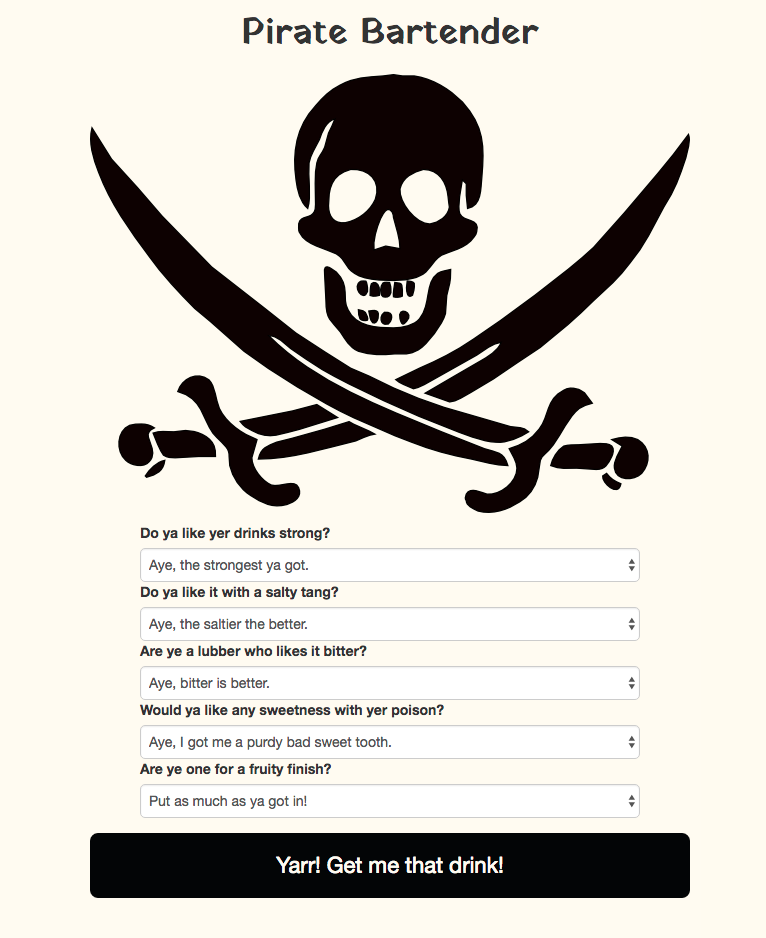 Pirate Bartender
Do ya like yer drinks strong?
Aye, the strongest ya got.
Do ya like it with a salty tang?
Aye, the saltier the better.
Are ye a lubber who likes it bitter?
Aye, bitter is better.
Would ya like any sweetness with yer poison?
Aye, I got me a purdy bad sweet tooth.
Are ye one for a fruity finish?
Put as much as ya got in!
Yarr! Get me that drink!